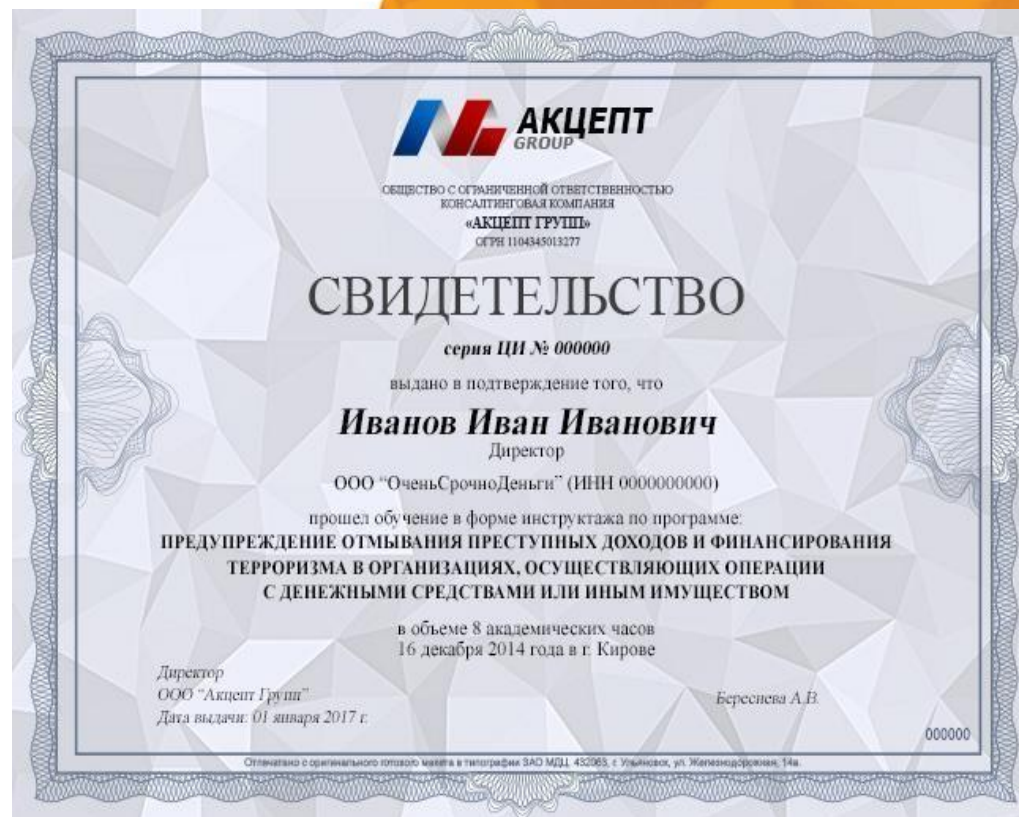 АКЦЕПТ
GROUP
ОБЩЕСТВО С ОГРАНИЧЕННОЙ ОТВЕТСТВЕННОСТЬЮ
КОНСАЛТИНГОВАЯ КОМПАНИЯ
«АКЦЕПТ ГРУПП»
ОГРН 1104345013277
СВИДЕТЕЛЬСТВО
серия ЦИ № 000000
выдано в подтверждение того, что
Иванов Иван Иванович
Директор
ООО “ОченьСрочноДеньги” (ИНН 0000000000)
прошел обучение в форме инструктажа по программе:
ПРЕДУПРЕЖДЕНИЕ ОТМЫВАНИЯ ПРЕСТУПНЫХ ДОХОДОВ И ФИНАНСИРОВАНИЯ
ТЕРРОРИЗМА В ОРГАНИЗАЦИЯХ, ОСУЩЕСТВЛЯЮЩИХ ОПЕРАЦИИ
С ДЕНЕЖНЫМИ СРЕДСТВАМИ ИЛИ ИНЫМ ИМУЩЕСТВОМ
в объеме 8 академических часов
16 декабря 2014 года в г. Кирове
Директор
ООО “Акцепт Групп”
Дата выдачи: 01 января 2017 г.
Береснева А.В.
000000
Отпечатано с оригинального готового макета в типографии ЗАО МДЦ, 432063, г. Ульяновск, ул. Железнодорожная, 14а.